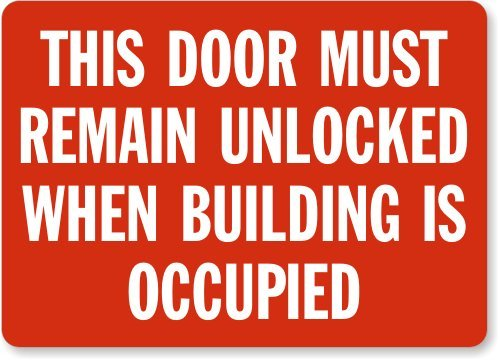 THIS DOOR MUST
REMAIN UNLOCKED
WHEN BUILDING IS
OCCUPIED